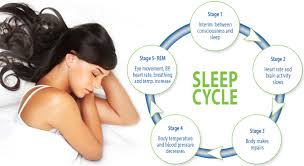 Stage 1
Interim between
consciousness and
sleep
Stage 2
Heart rate and
brain activity
slows
Stage 3
Body makes
repairs
Stage 4
Body temperature
and blood pressure
decreases
Stage 5- REM
Eye movement,
heart rate, breathing
and temp. increase
SLEEP
CYCLE